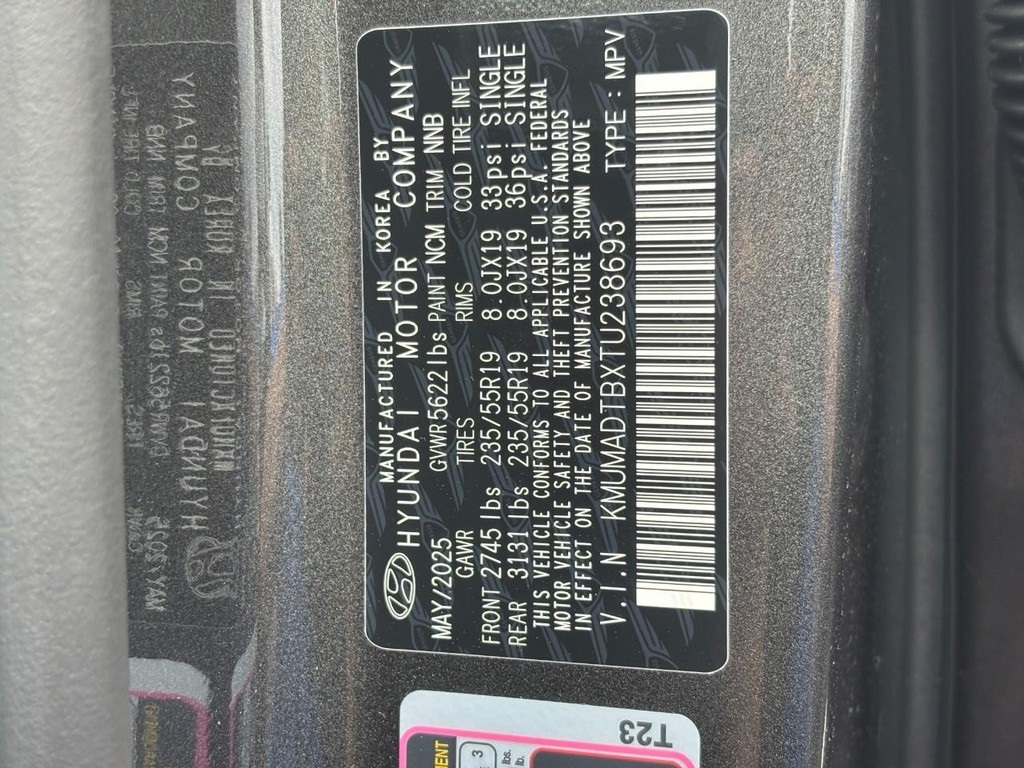 MANUFACTURED IN KOREA BY
HYUNDAI MOTOR COMPANY
MAY/2025 GVWR 5622 lbs PAINT NCM TRIM NNB
GAWR TIRES RIMS COLD TIRE INFL
FRONT 2745 lbs 235/55R19 8.0JX19 33psi SINGLE
REAR 3131 lbs 235/55R19 8.0JX19 36psi SINGLE
THIS VEHICLE CONFORMS TO ALL APPLICABLE U.S.A. FEDERAL
MOTOR VEHICLE SAFETY AND THEFT PREVENTION STANDARDS
IN EFFECT ON THE DATE OF MANUFACTURE SHOWN ABOVE
V.I.N KMUMADTBXTU238693 TYPE : MPV
T23
3
lbs.
lb.